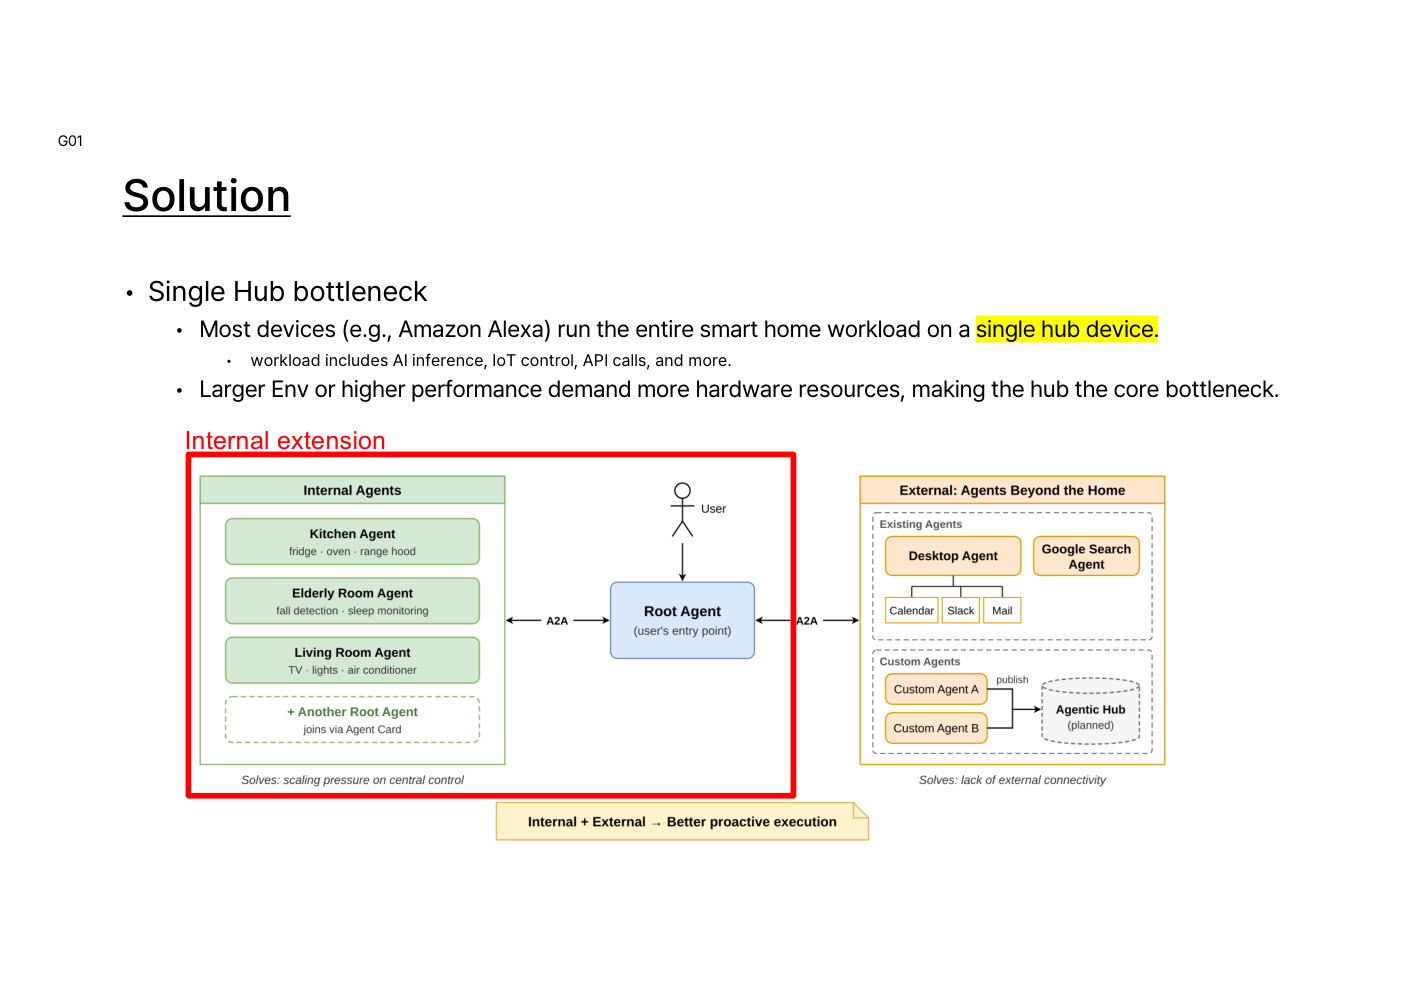 G01
Solution
• Single Hub bottleneck
• Most devices (e.g., Amazon Alexa) run the entire smart home workload on a single hub device.
• workload includes AI inference, IoT control, API calls, and more.
• Larger Env or higher performance demand more hardware resources, making the hub the core bottleneck.
Internal extension
Internal Agents
Kitchen Agent
fridge · oven · range hood
Elderly Room Agent
fall detection · sleep monitoring
Living Room Agent
TV · lights · air conditioner
+ Another Root Agent
joins via Agent Card
Solves: scaling pressure on central control
A2A
User
Root Agent
(user's entry point)
A2A
External: Agents Beyond the Home
Existing Agents
Desktop Agent
Google Search
Agent
Calendar
Slack
Mail
Custom Agents
Custom Agent A
Custom Agent B
publish
Agentic Hub
(planned)
Solves: lack of external connectivity
Internal + External → Better proactive execution